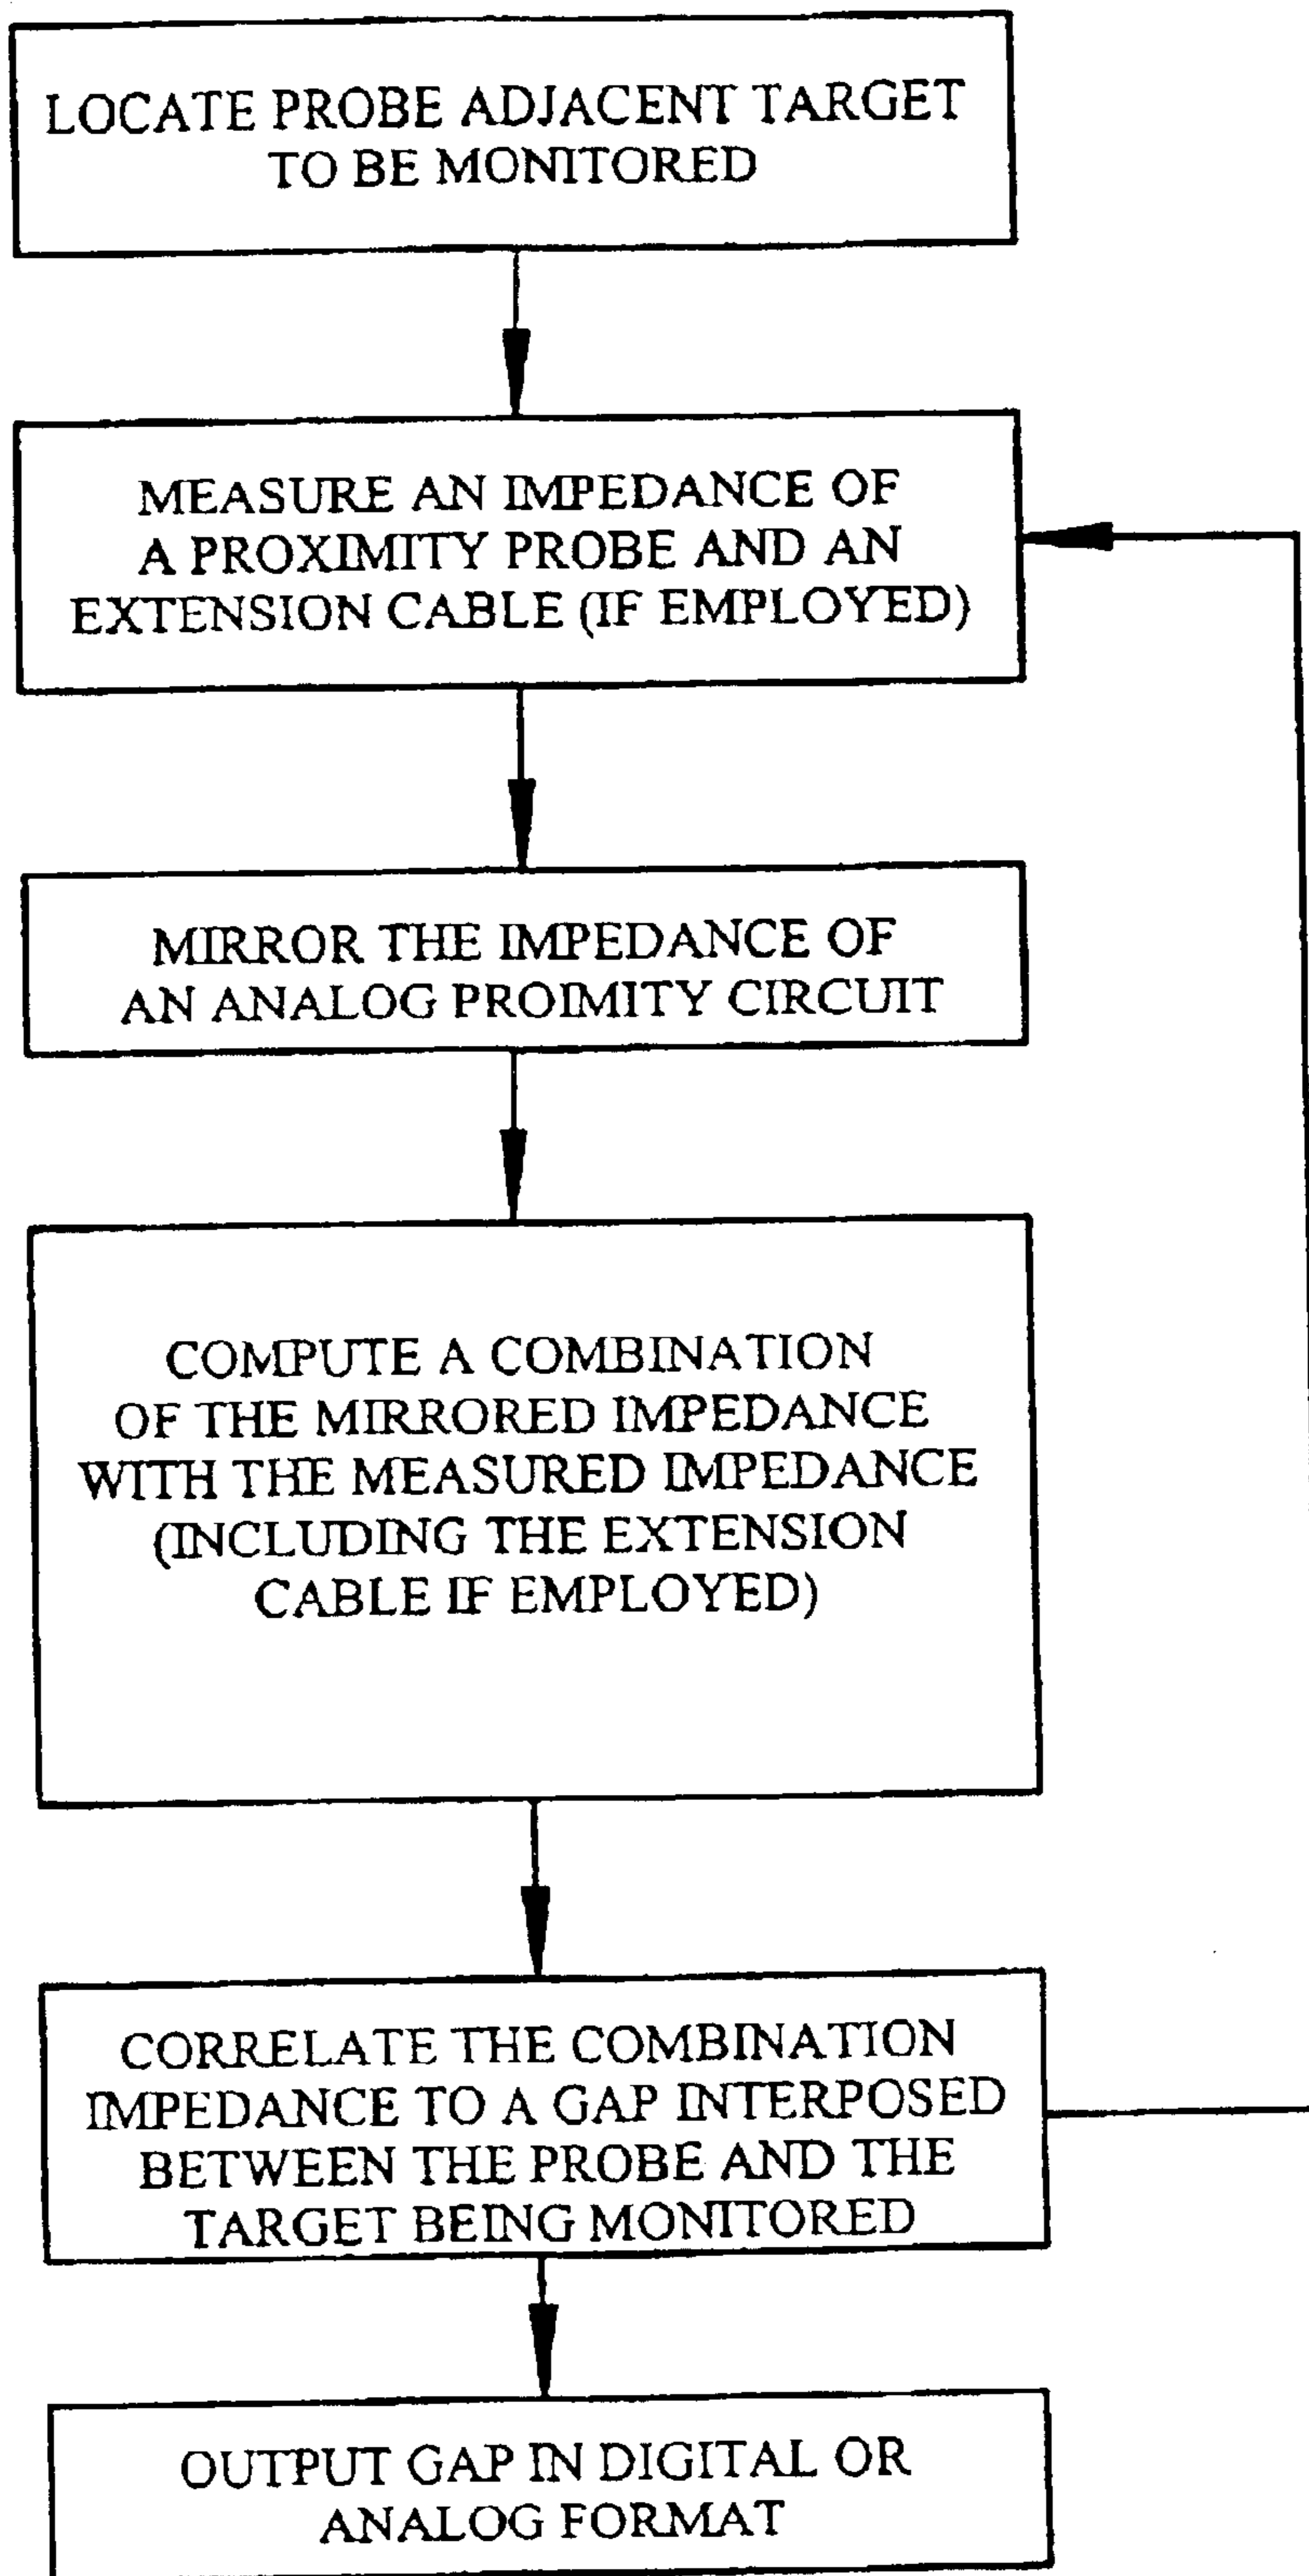 LOCATE PROBE ADJACENT TARGET
TO BE MONITORED
MEASURE AN IMPEDANCE OF
A PROXIMITY PROBE AND AN
EXTENSION CABLE (IF EMPLOYED)
MIRROR THE IMPEDANCE OF
AN ANALOG PROIMITY CIRCUIT
COMPUTE A COMBINATION
OF THE MIRRORED IMPEDANCE
WITH THE MEASURED IMPEDANCE
(INCLUDING THE EXTENSION
CABLE IF EMPLOYED)
CORRELATE THE COMBINATION
IMPEDANCE TO A GAP INTERPOSED
BETWEEN THE PROBE AND THE
TARGET BEING MONITORED
OUTPUT GAP IN DIGITAL OR
ANALOG FORMAT